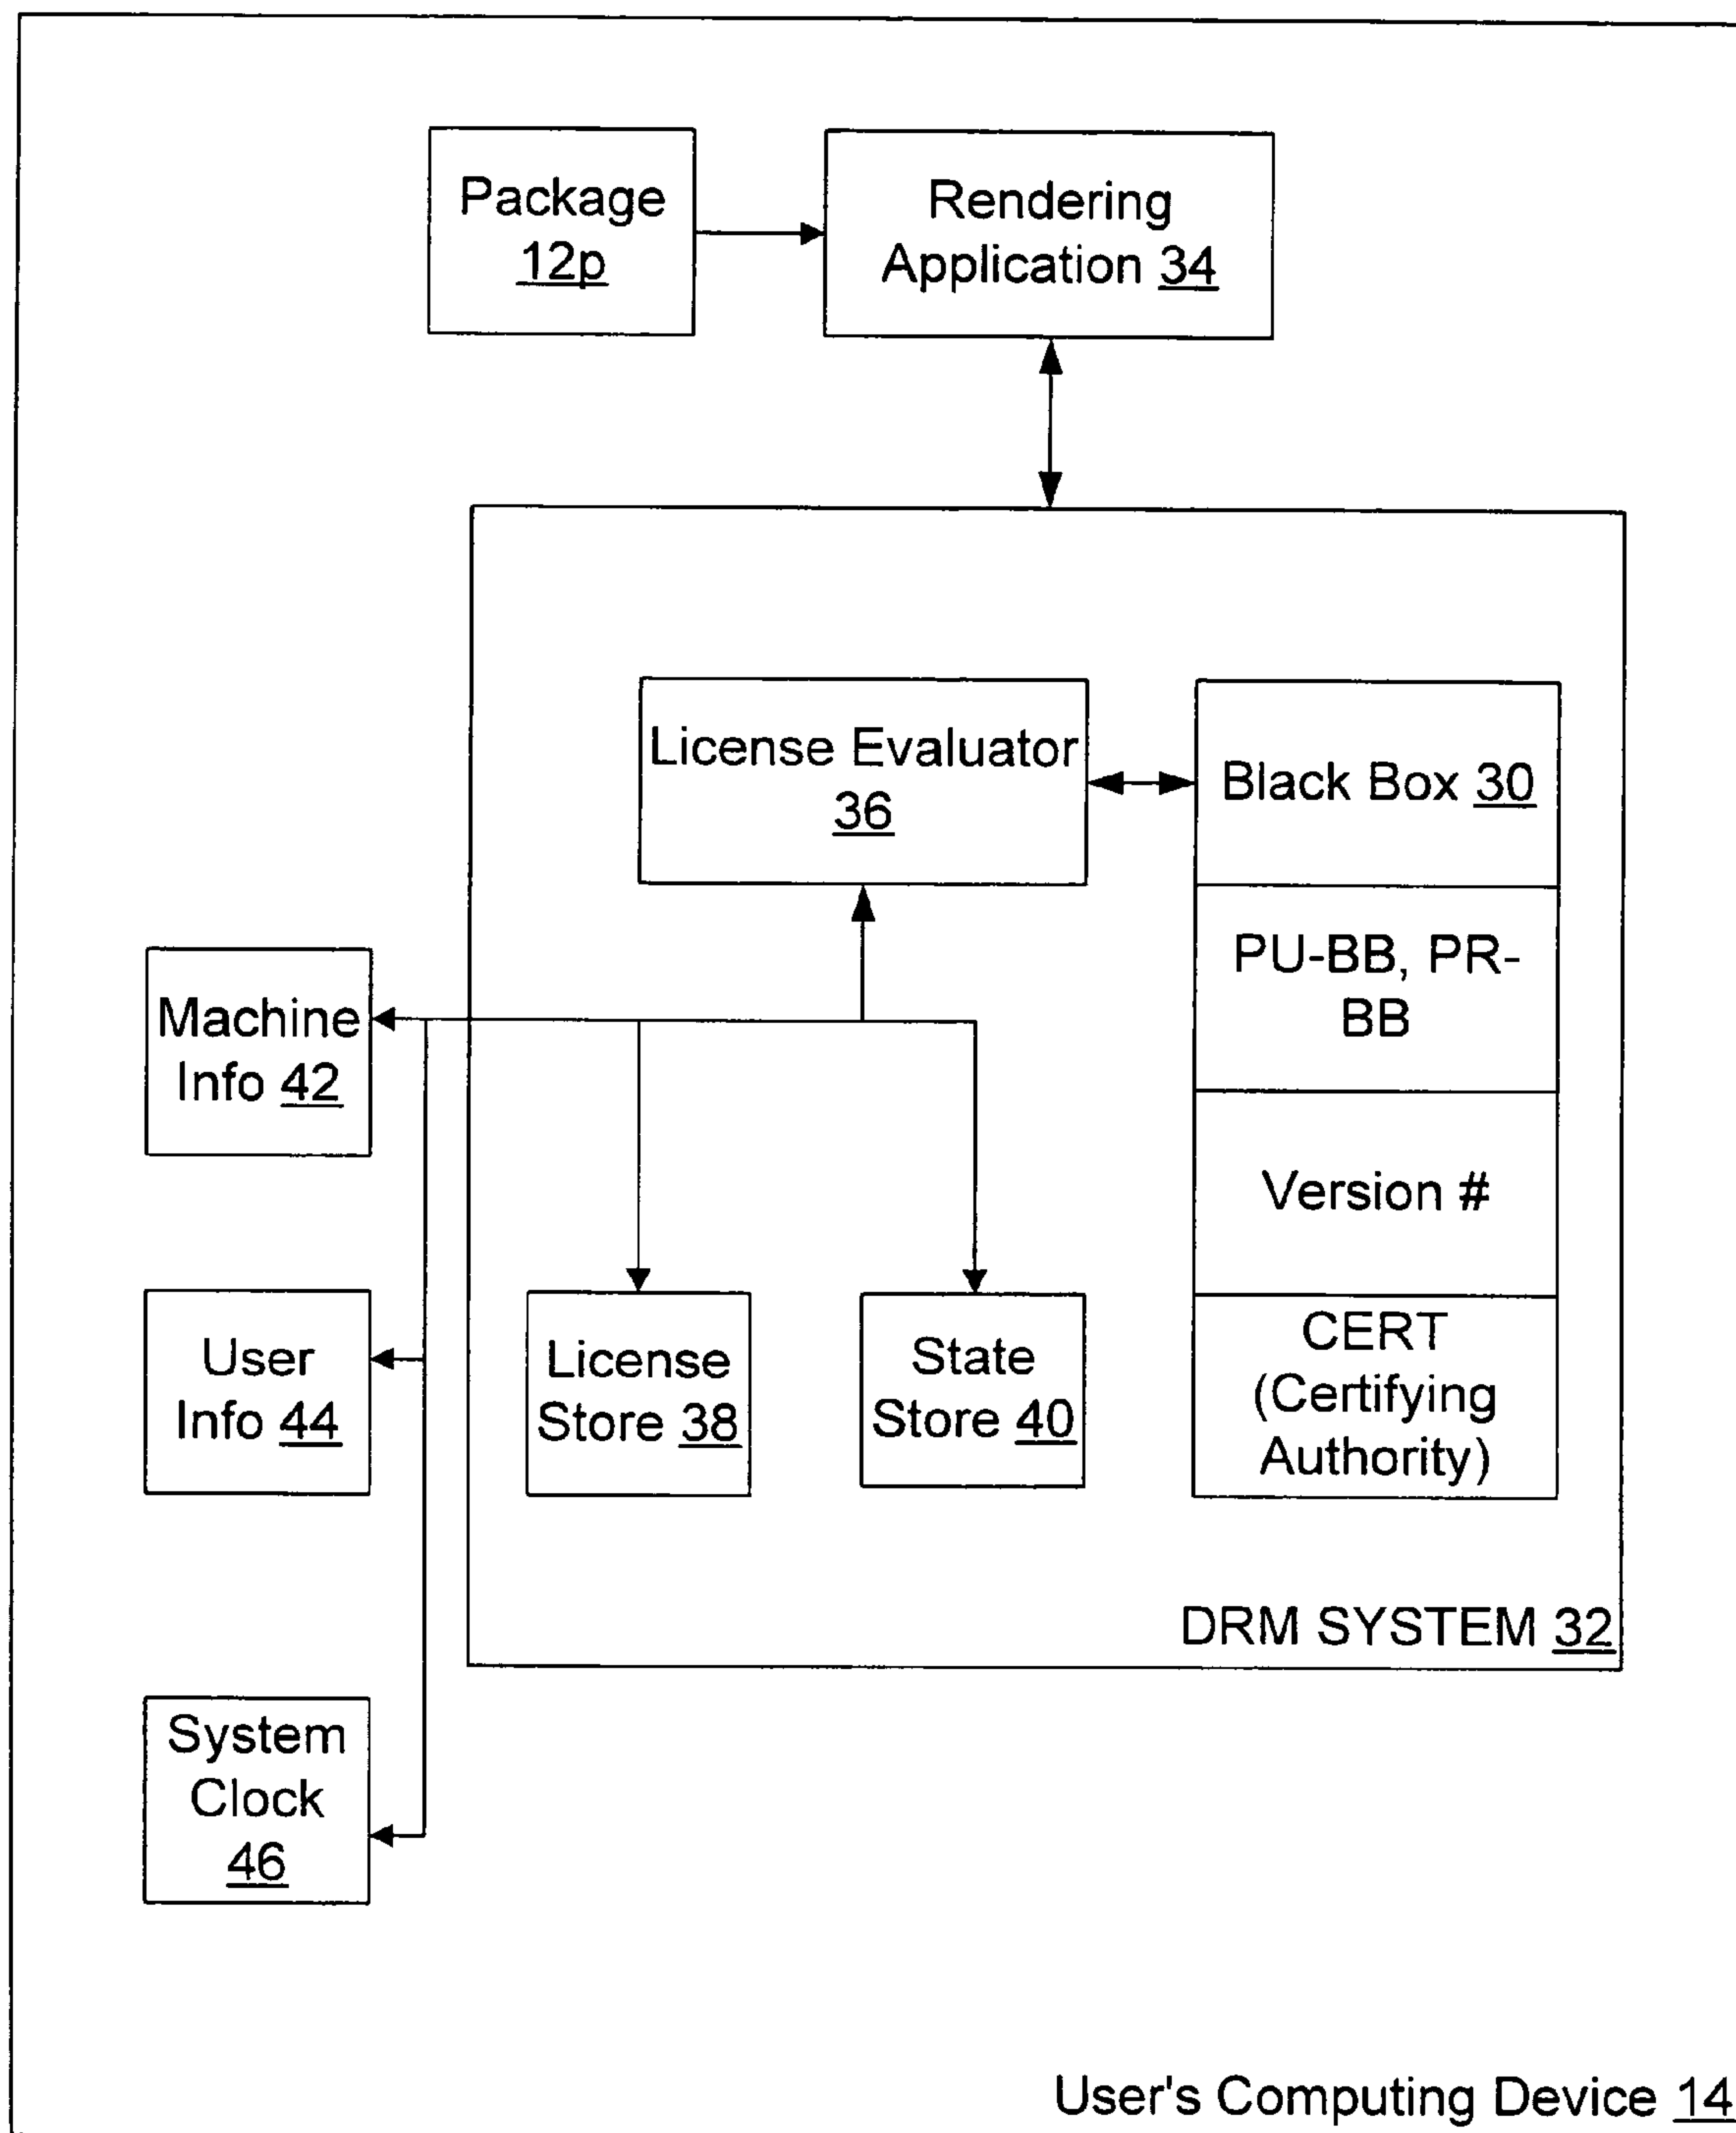 Package
12p
Rendering
Application 34
License Evaluator
36
Black Box 30
PU-BB, PR-
BB
Version #
CERT
(Certifying
Authority)
Machine
Info 42
User
Info 44
System
Clock
46
License
Store 38
State
Store 40
DRM SYSTEM 32
User's Computing Device 14